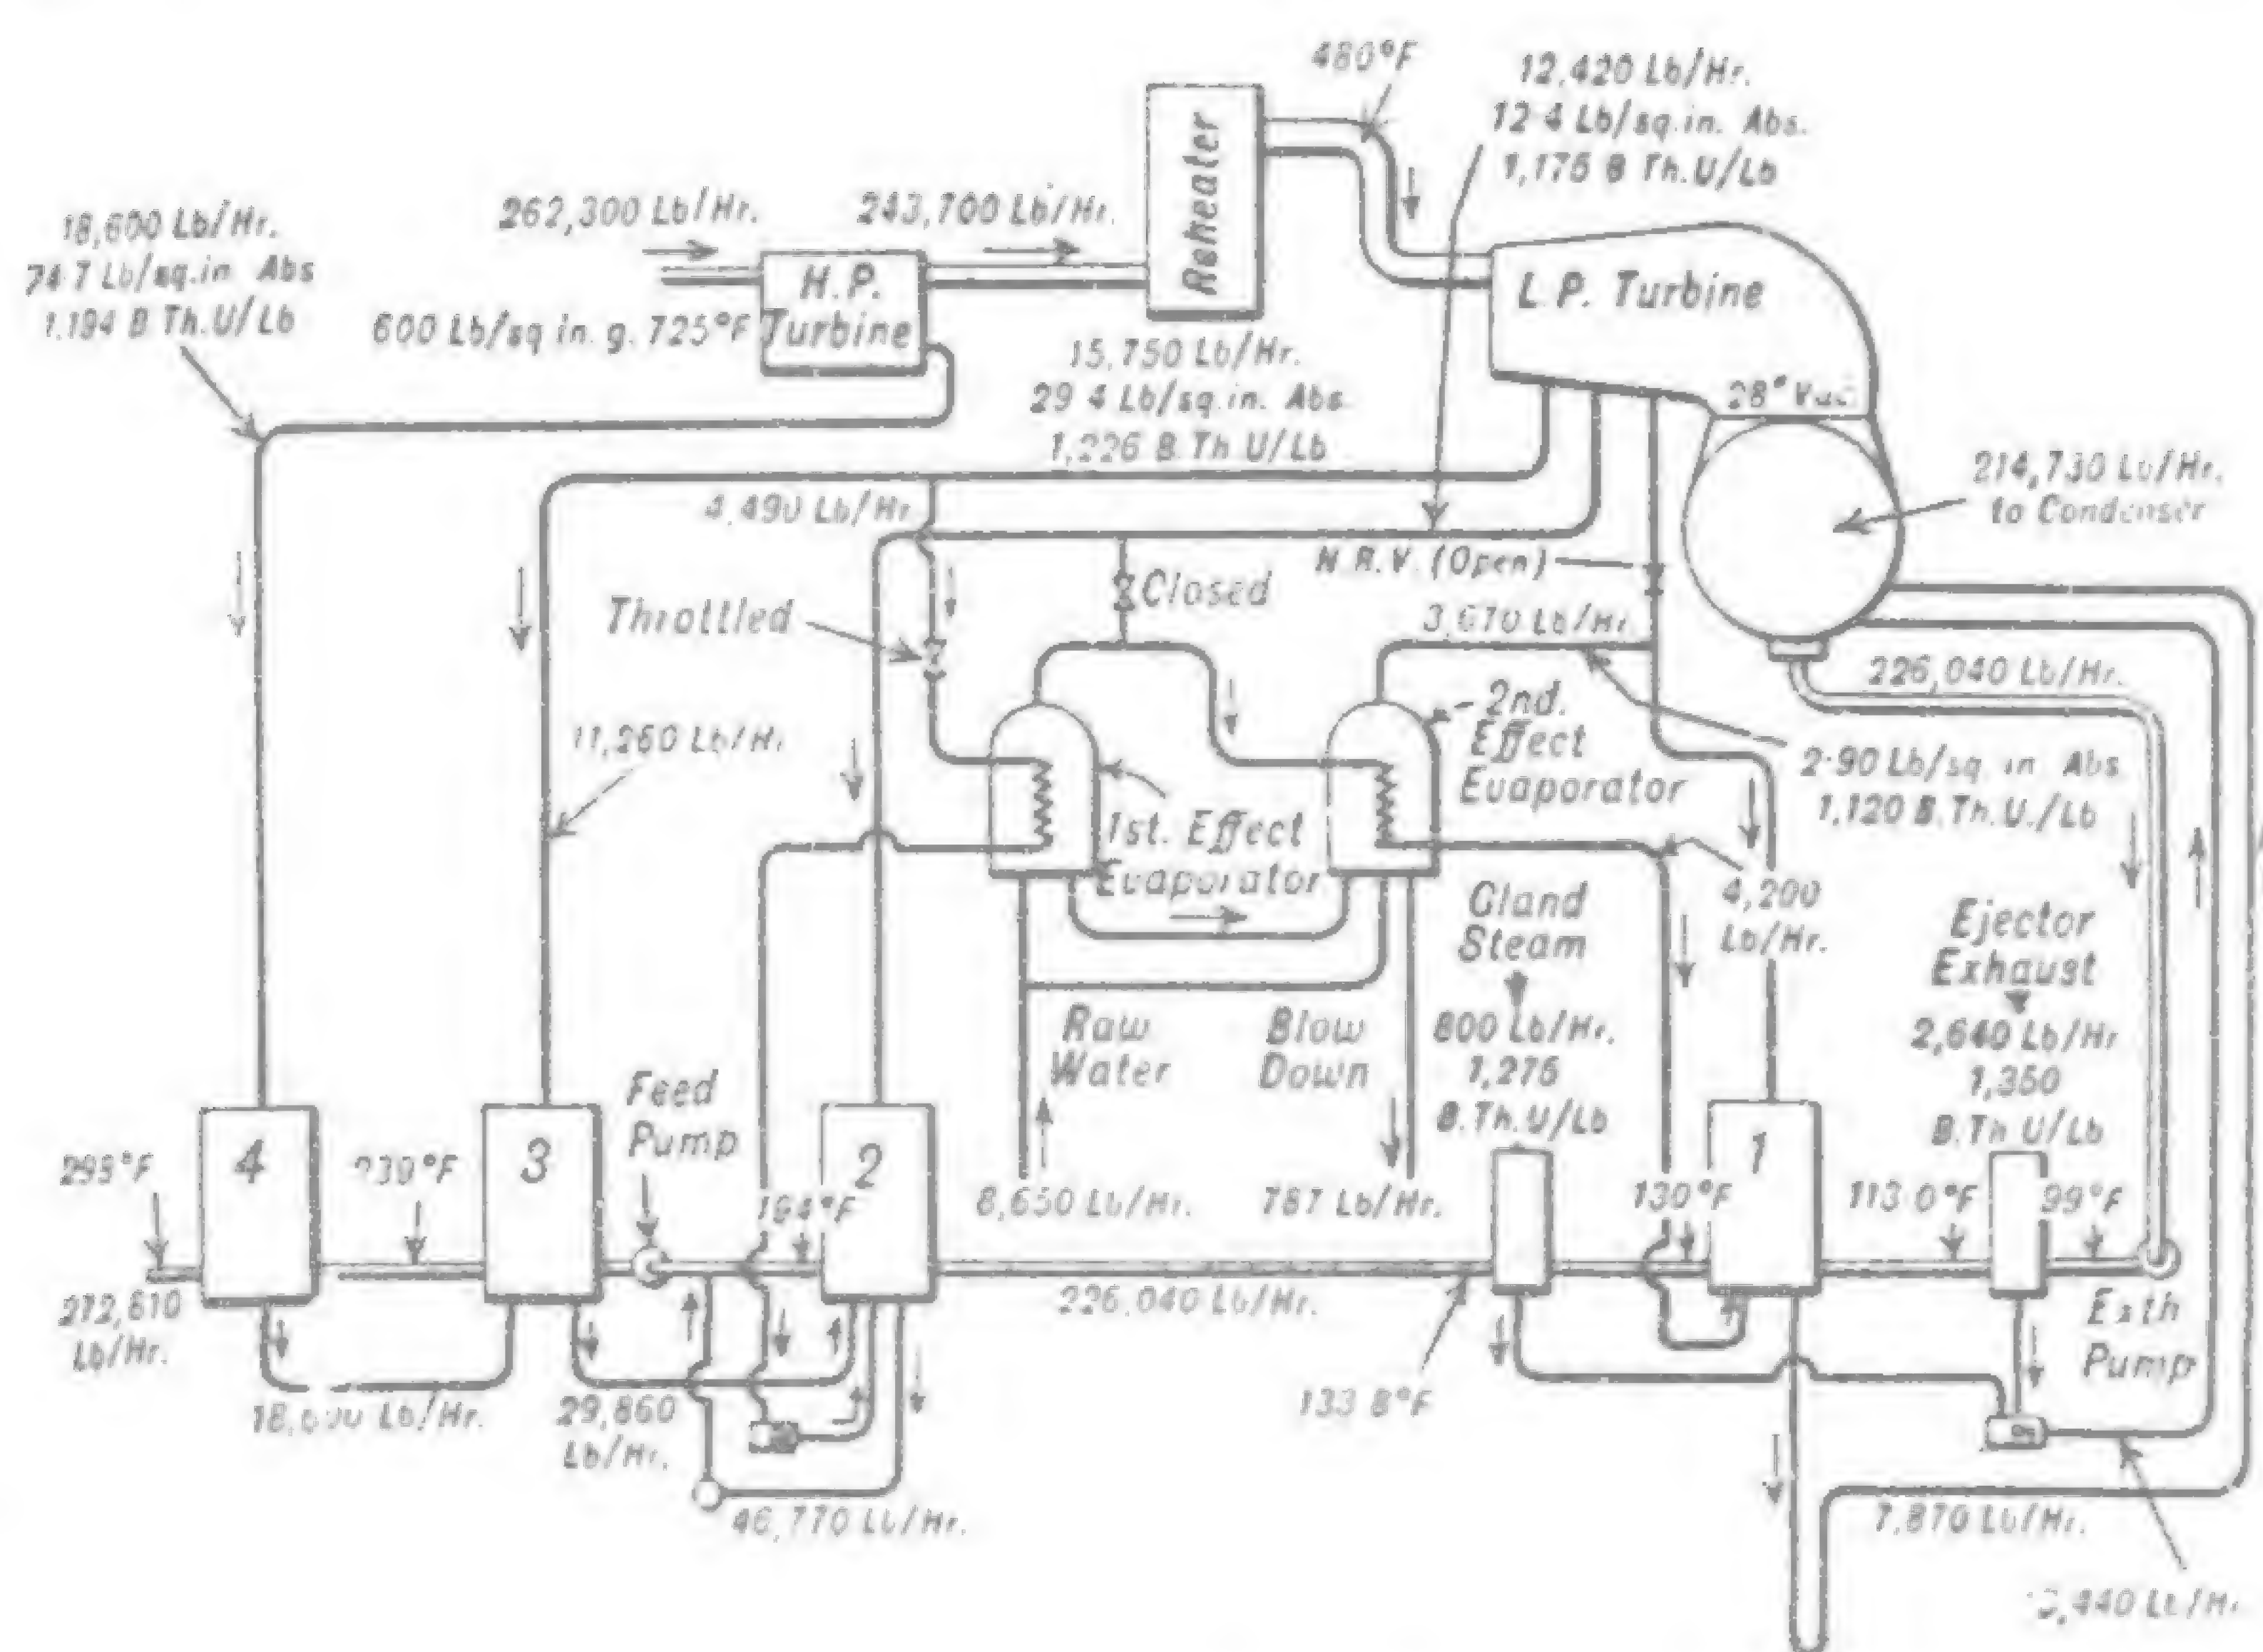 480°F
12,420 Lb/Hr.
12·4 Lb/sq.in. Abs.
1,175 B Th.U/Lb
Reheater
18,600 Lb/Hr.
74·7 Lb/sq.in. Abs
1,194 B Th.U/Lb
262,300 Lb/Hr.
243,700 Lb/Hr.
H.P.
Turbine
600 Lb/sq in. g. 725°F
L.P. Turbine
15,750 Lb/Hr.
29·4 Lb/sq.in. Abs
1,226 B.Th U/Lb
28" Vac.
214,730 Lb/Hr.
to Condenser
4,490 Lb/Hr
N.R.V. (Open)
Closed
Throttled
3,670 Lb/Hr.
226,040 Lb/Hr.
2nd.
Effect
Evaporator
11,260 Lb/Hr
2·90 Lb/sq. in Abs
1,120 B.Th.U./Lb
1st. Effect
Evaporator
4,200
Lb/Hr.
Gland
Steam
800 Lb/Hr.
1,275
B.Th.U/Lb
Ejector
Exhaust
2,640 Lb/Hr
1,350
B.Th U/Lb
Raw
Water
Blow
Down
Feed
Pump
4
3
2
1
239°F
194°F
8,650 Lb/Hr.
787 Lb/Hr.
130°F
113·0°F
99°F
272,810
Lb/Hr.
226,040 Lb/Hr.
Extn
Pump
133·8°F
Lb/Hr.
29,860
Lb/Hr.
46,770 Lb/Hr.
7,870 Lb/Hr.
Lb/Hr